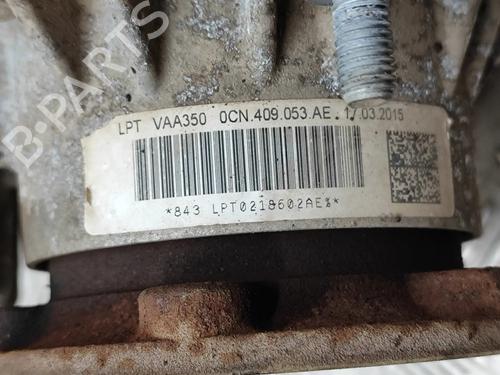 LPT VAA350 0CN.409.053.AE 17.03.2015
*843 LPT0218602AE%*
B-Parts